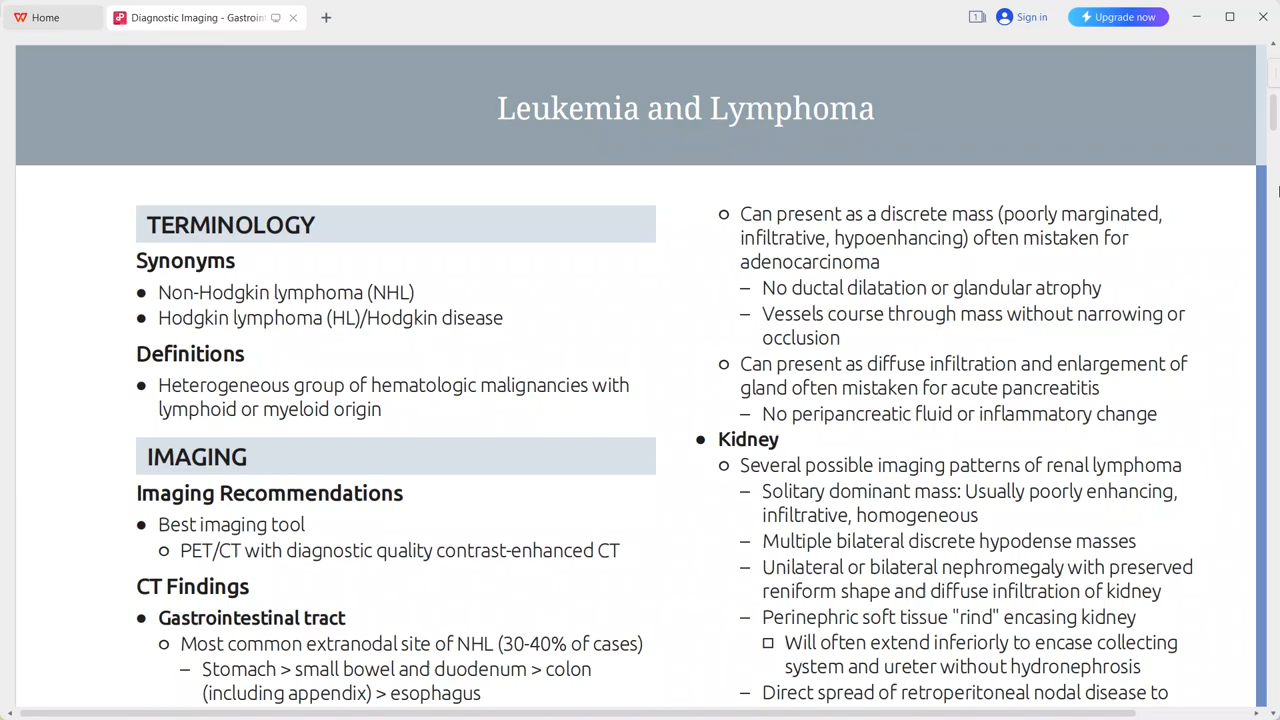 Home
Diagnostic Imaging - Gastroin
1
Sign in
Upgrade now
Leukemia and Lymphoma
TERMINOLOGY
Synonyms
● Non-Hodgkin lymphoma (NHL)
● Hodgkin lymphoma (HL)/Hodgkin disease
Definitions
● Heterogeneous group of hematologic malignancies with
lymphoid or myeloid origin
IMAGING
Imaging Recommendations
● Best imaging tool
○ PET/CT with diagnostic quality contrast-enhanced CT
CT Findings
● Gastrointestinal tract
○ Most common extranodal site of NHL (30-40% of cases)
– Stomach > small bowel and duodenum > colon
(including appendix) > esophagus
○ Can present as a discrete mass (poorly marginated,
infiltrative, hypoenhancing) often mistaken for
adenocarcinoma
– No ductal dilatation or glandular atrophy
– Vessels course through mass without narrowing or
occlusion
○ Can present as diffuse infiltration and enlargement of
gland often mistaken for acute pancreatitis
– No peripancreatic fluid or inflammatory change
● Kidney
○ Several possible imaging patterns of renal lymphoma
– Solitary dominant mass: Usually poorly enhancing,
infiltrative, homogeneous
– Multiple bilateral discrete hypodense masses
– Unilateral or bilateral nephromegaly with preserved
reniform shape and diffuse infiltration of kidney
– Perinephric soft tissue "rind" encasing kidney
□ Will often extend inferiorly to encase collecting
system and ureter without hydronephrosis
– Direct spread of retroperitoneal nodal disease to